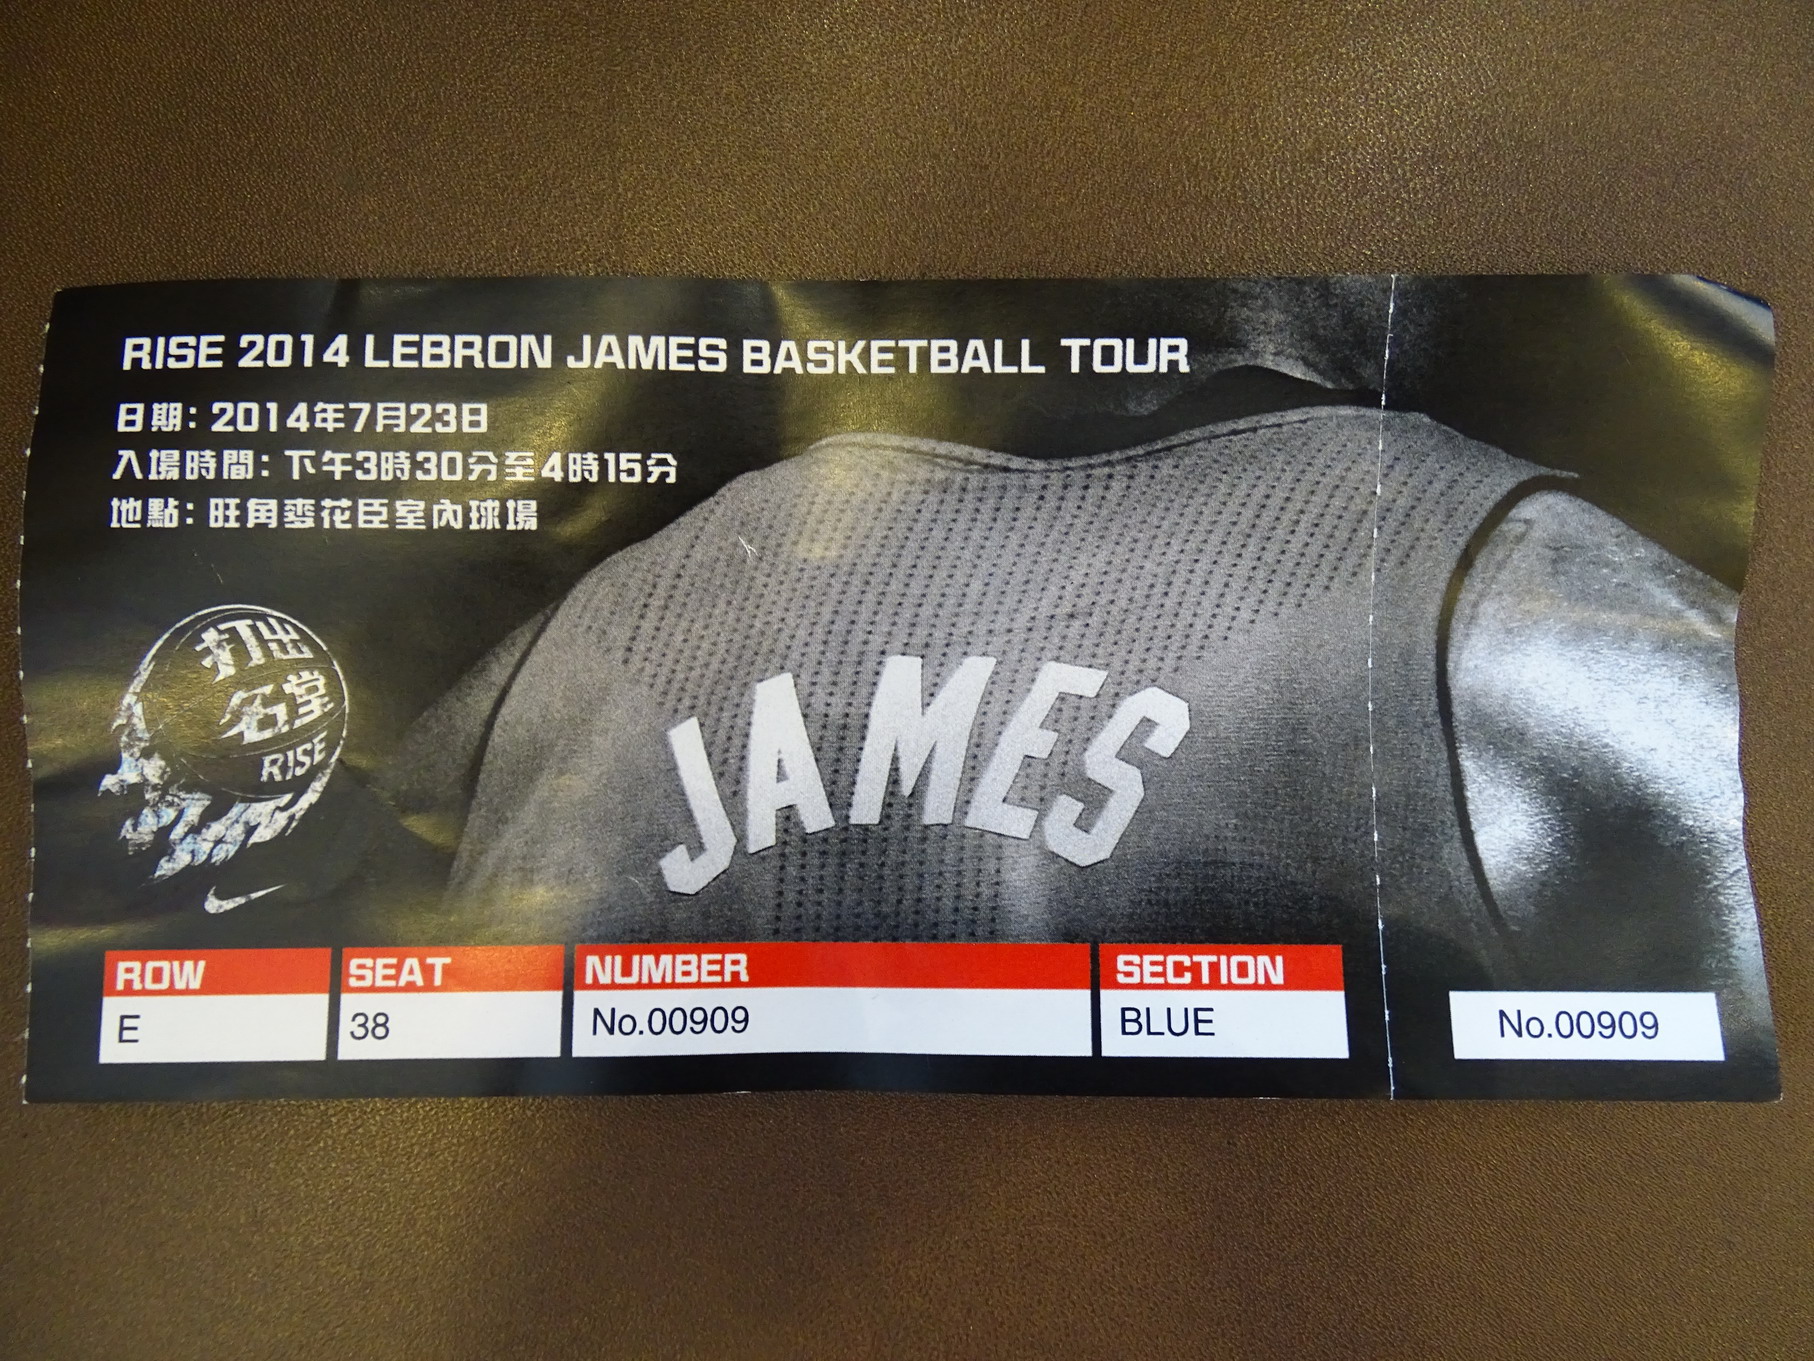 RISE 2014 LEBRON JAMES BASKETBALL TOUR
日期: 2014年7月23日
入場時間: 下午3時30分至4時15分
地點: 旺角麥花臣室內球場
打出
名堂
RISE
JAMES
ROW
E
SEAT
38
NUMBER
No.00909
SECTION
BLUE
No.00909